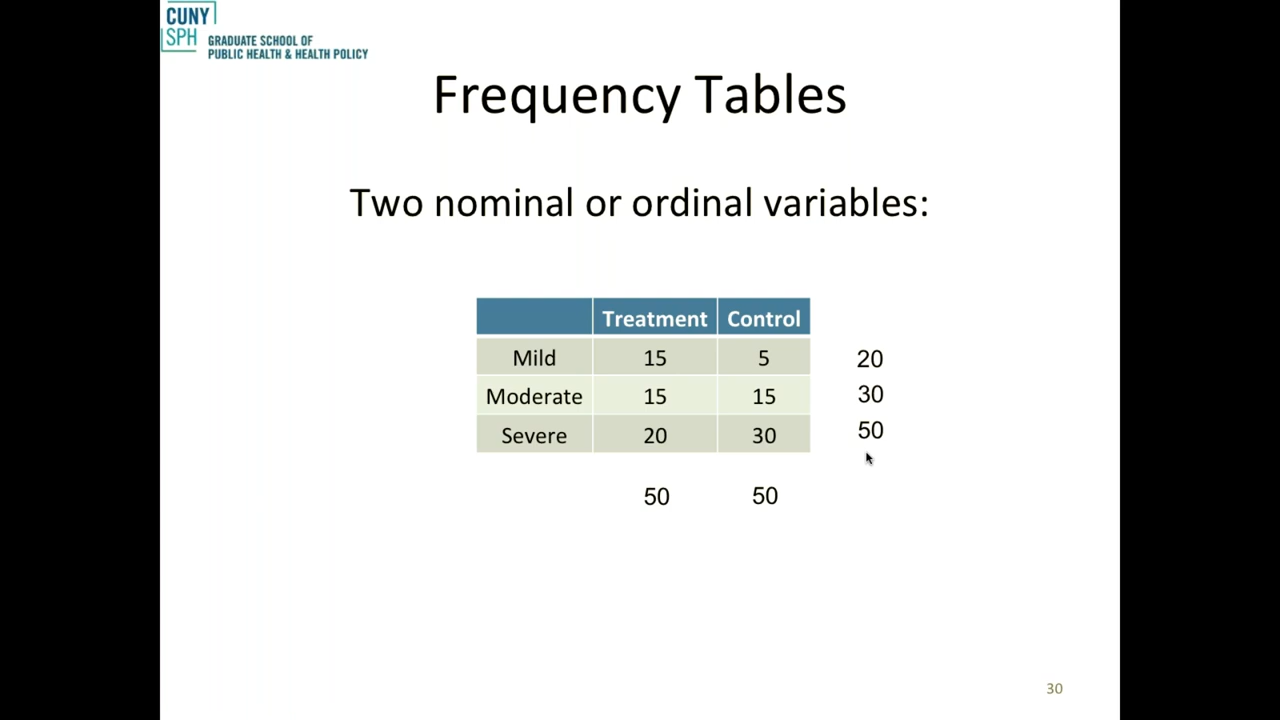 CUNY
SPH
GRADUATE SCHOOL OF
PUBLIC HEALTH & HEALTH POLICY
Frequency Tables
Two nominal or ordinal variables:
Treatment Control
Mild 15 5 20
Moderate 15 15 30
Severe 20 30 50
50 50
30